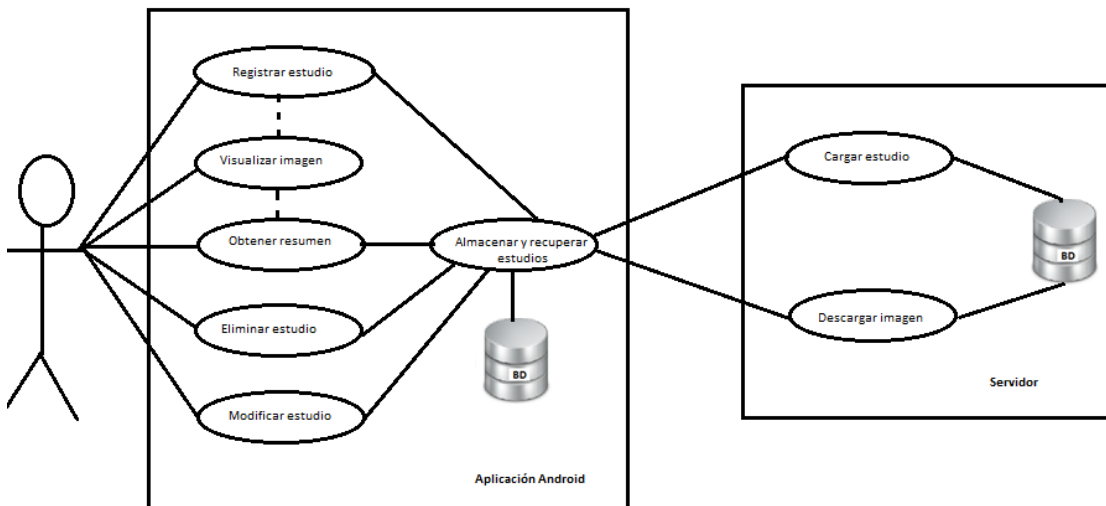 Registrar estudio
Visualizar imagen
Obtener resumen
Eliminar estudio
Modificar estudio
Almacenar y recuperar
estudios
BD
Aplicación Android
Cargar estudio
BD
Descargar imagen
Servidor